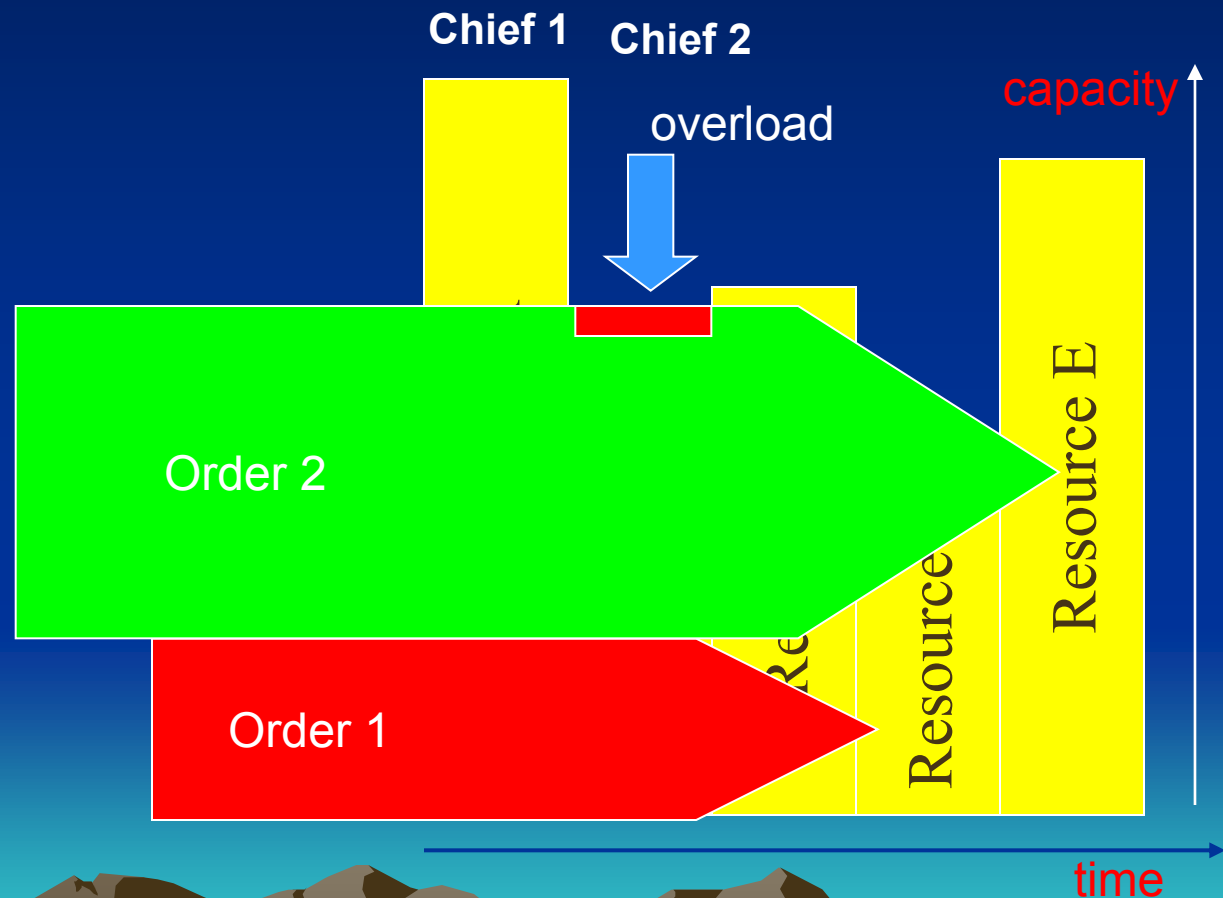 Chief 1
Chief 2
capacity
overload
Order 2
Resource E
Resource
Order 1
time